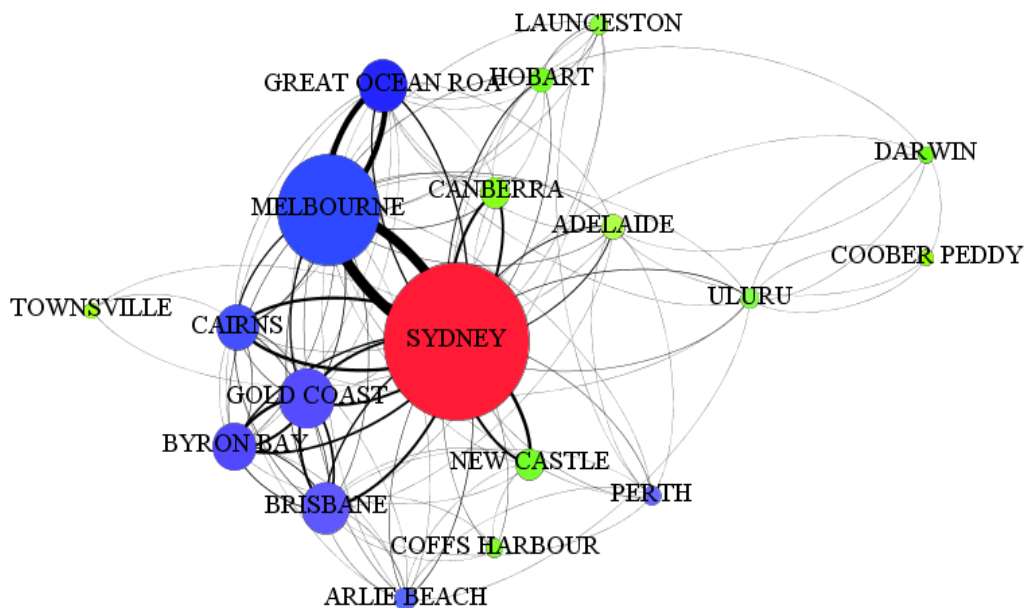 LAUNCESTON
GREAT OCEAN ROA
HOBART
DARWIN
CANBERRA
MELBOURNE
ADELAIDE
COOBER PEDDY
ULURU
TOWNSVILLE
CAIRNS
SYDNEY
GOLD COAST
BYRON BAY
NEW CASTLE
PERTH
BRISBANE
COFFS HARBOUR
ARLIE BEACH